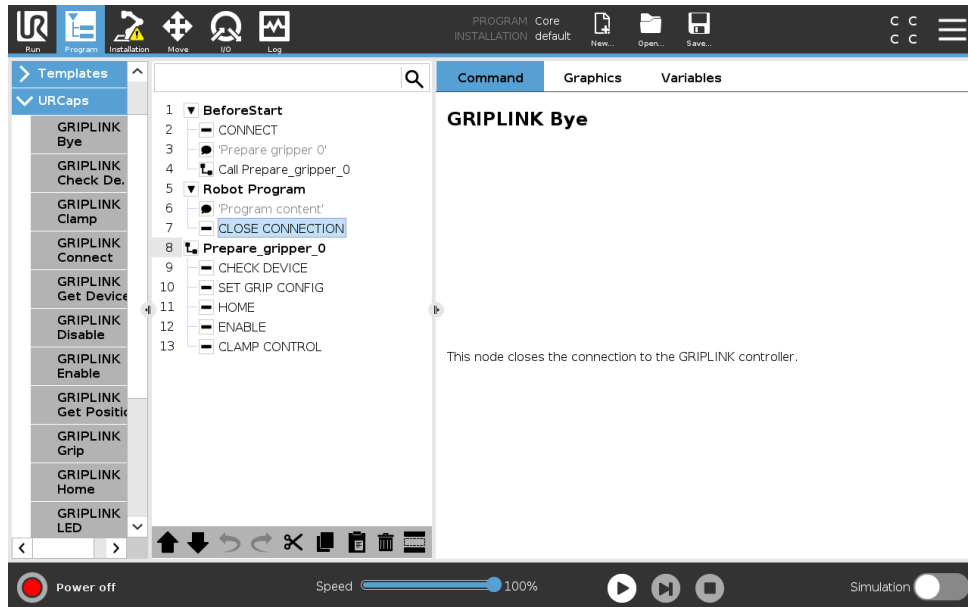 UR
Run
Program
Installation
Move
I/O
Log
PROGRAM Core
INSTALLATION default
New...
Open...
Save...
C C
C C
Templates
URCaps
GRIPLINK
Bye
GRIPLINK
Check De.
GRIPLINK
Clamp
GRIPLINK
Connect
GRIPLINK
Get Device
GRIPLINK
Disable
GRIPLINK
Enable
GRIPLINK
Get Positio
GRIPLINK
Grip
GRIPLINK
Home
GRIPLINK
LED
1 BeforeStart
2 CONNECT
3 'Prepare gripper 0'
4 Call Prepare_gripper_0
5 Robot Program
6 'Program content'
7 CLOSE CONNECTION
8 Prepare_gripper_0
9 CHECK DEVICE
10 SET GRIP CONFIG
11 HOME
12 ENABLE
13 CLAMP CONTROL
Command Graphics Variables
GRIPLINK Bye
This node closes the connection to the GRIPLINK controller.
Power off
Speed 100%
Simulation